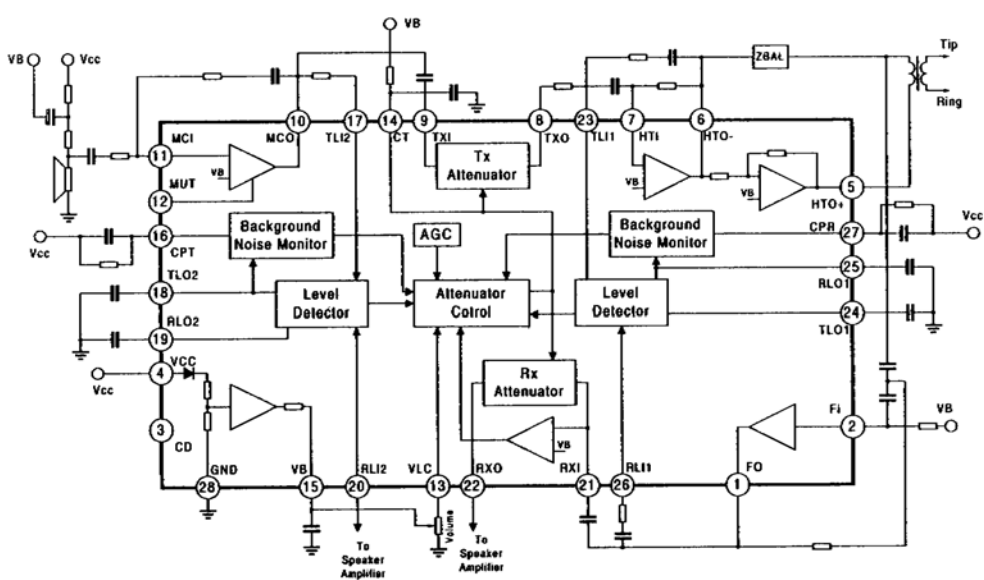 VB
VB
Vcc
ZBAL
Tip
Ring
10
17
14
9
8
23
7
6
MCI
MCO
TLI2
CT
TXI
TXO
TLI1
HTI
HTO-
11
MUT
VB
Tx
Attenuator
VB
VB
5
12
HTO+
CPR
Vcc
16
Background
Noise Monitor
AGC
Background
Noise Monitor
27
Vcc
CPT
25
TLO2
RLO1
18
Level
Detector
Attenuator
Cotrol
Level
Detector
24
RLO2
TLO1
19
VCC
Vcc
4
Rx
Attenuator
3
CD
VB
Fi
2
VB
GND
VB
RLI2
VLC
RXO
RXI
RLI1
FO
28
15
20
13
22
21
26
1
Volume
To
Speaker
Amplifier
To
Speaker
Amplifier